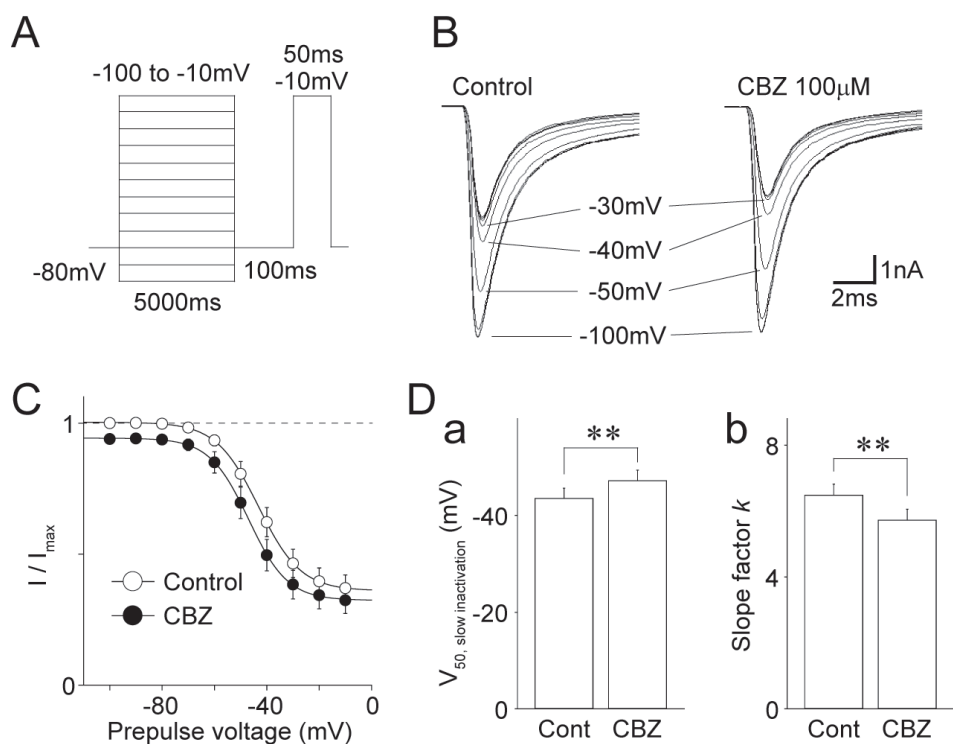 A
-100 to -10mV
50ms
-10mV
-80mV
100ms
5000ms
B
Control
CBZ 100μM
-30mV
-40mV
-50mV
-100mV
1nA
2ms
C
1
I / Imax
Control
CBZ
0
-80
-40
0
Prepulse voltage (mV)
D
a
**
V50, slow inactivation (mV)
-40
-20
0
Cont
CBZ
b
**
Slope factor k
8
4
0
Cont
CBZ